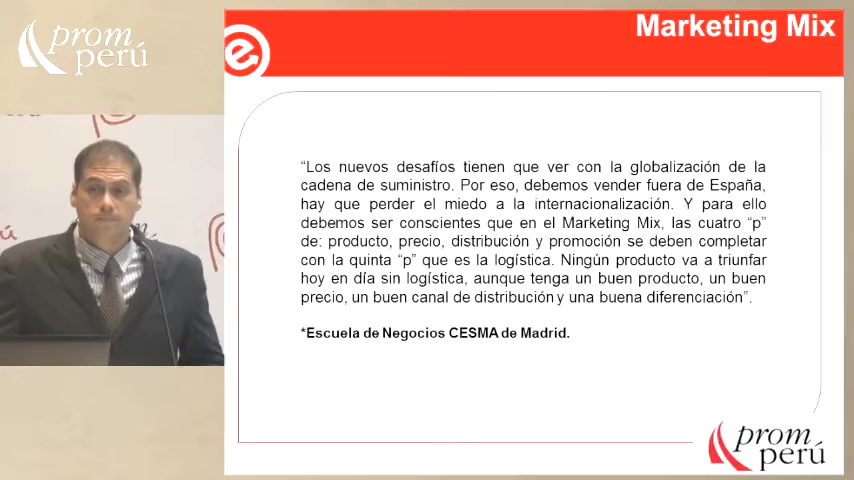 prom
perú
Marketing Mix
“Los nuevos desafíos tienen que ver con la globalización de la
cadena de suministro. Por eso, debemos vender fuera de España,
hay que perder el miedo a la internacionalización. Y para ello
debemos ser conscientes que en el Marketing Mix, las cuatro “p”
de: producto, precio, distribución y promoción se deben completar
con la quinta “p” que es la logística. Ningún producto va a triunfar
hoy en día sin logística, aunque tenga un buen producto, un buen
precio, un buen canal de distribución y una buena diferenciación”.
*Escuela de Negocios CESMA de Madrid.
prom
perú